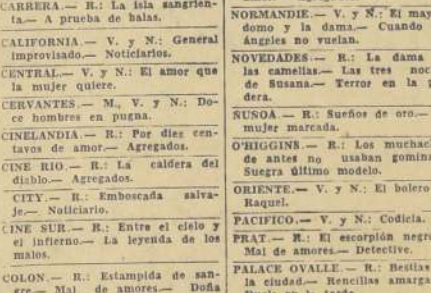 CARRERA.— R.: La isla sangrien-
ta.— A prueba de balas.
CALIFORNIA.— V. y N.: General
improvisado.— Noticiarios.
CENTRAL.— V. y N.: El amor que
la mujer quiere.
CERVANTES.— M., V. y N.: Do-
ce hombres en pugna.
CINELANDIA.— R.: Por diez cen-
tavos de amor.— Agregados.
CINE RIO.— R.: La caldera del
diablo.— Agregados.
CITY.— R.: Emboscada salva-
je.— Noticiario.
CINE SUR.— R.: Entre el cielo y
el infierno.— La leyenda de los
malos.
COLON.— R.: Estampida de san-
gre.— Mal de amores.— Doña
NORMANDIE.— V. y N.: El may
domo y la dama.— Cuando
ángeles no vuelan.
NOVEDADES.— R.: La dama
las camelias.— Las tres noc
de Susana.— Terror en la
dera.
ÑUÑOA.— R.: Sueños de oro.—
mujer marcada.
O'HIGGINS.— R.: Los muchac
de antes no usaban gomina
Suegra último modelo.
ORIENTE.— V. y N.: El bolero
Raquel.
PACIFICO.— V. y N.: Codicia.
PRAT.— R.: El escorpión negro
Mal de amores.— Detective.
PALACE OVALLE.— R.: Bestias
la ciudad.— Rencillas amarga